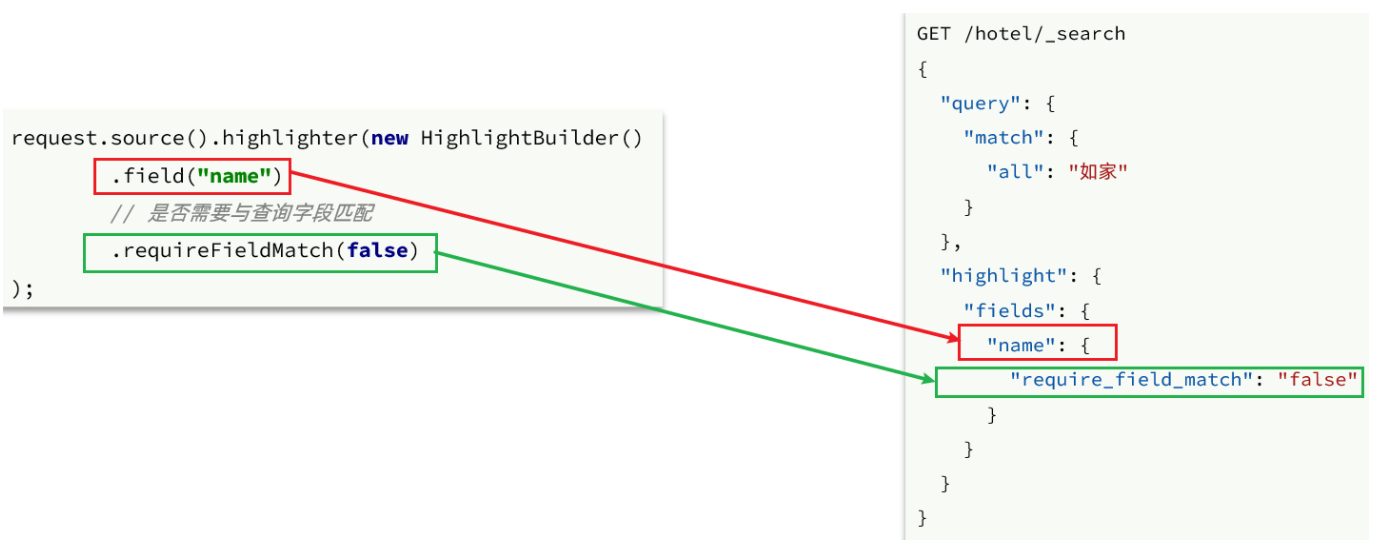 request.source().highlighter(new HighlightBuilder()
.field("name")
// 是否需要与查询字段匹配
.requireFieldMatch(false)
);
GET /hotel/_search
{
"query": {
"match": {
"all": "如家"
}
},
"highlight": {
"fields": {
"name": {
"require_field_match": "false"
}
}
}
}